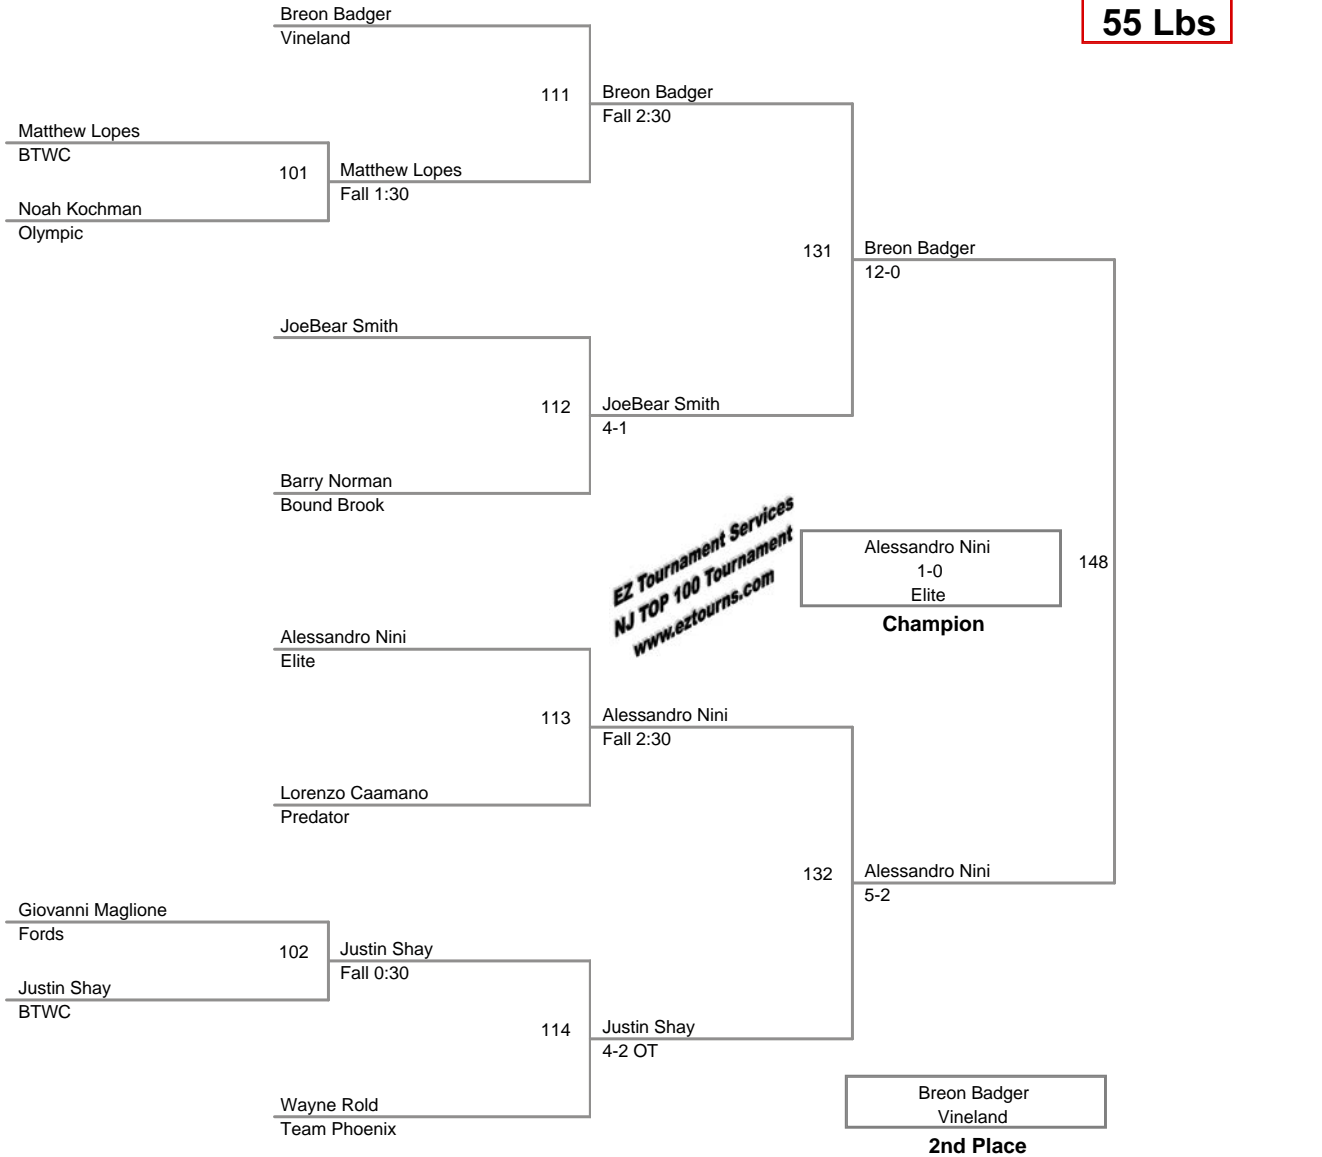 55 Lbs
Breon Badger
Vineland
111
Breon Badger
Fall 2:30
Matthew Lopes
BTWC
101
Matthew Lopes
Fall 1:30
Noah Kochman
Olympic
131
Breon Badger
12-0
JoeBear Smith
112
JoeBear Smith
4-1
Barry Norman
Bound Brook
EZ Tournament Services
NJ TOP 100 Tournament
www.eztourns.com
Alessandro Nini
1-0
Elite
Champion
148
Alessandro Nini
Elite
113
Alessandro Nini
Fall 2:30
Lorenzo Caamano
Predator
132
Alessandro Nini
5-2
Giovanni Maglione
Fords
102
Justin Shay
Fall 0:30
Justin Shay
BTWC
114
Justin Shay
4-2 OT
Wayne Rold
Team Phoenix
Breon Badger
Vineland
2nd Place